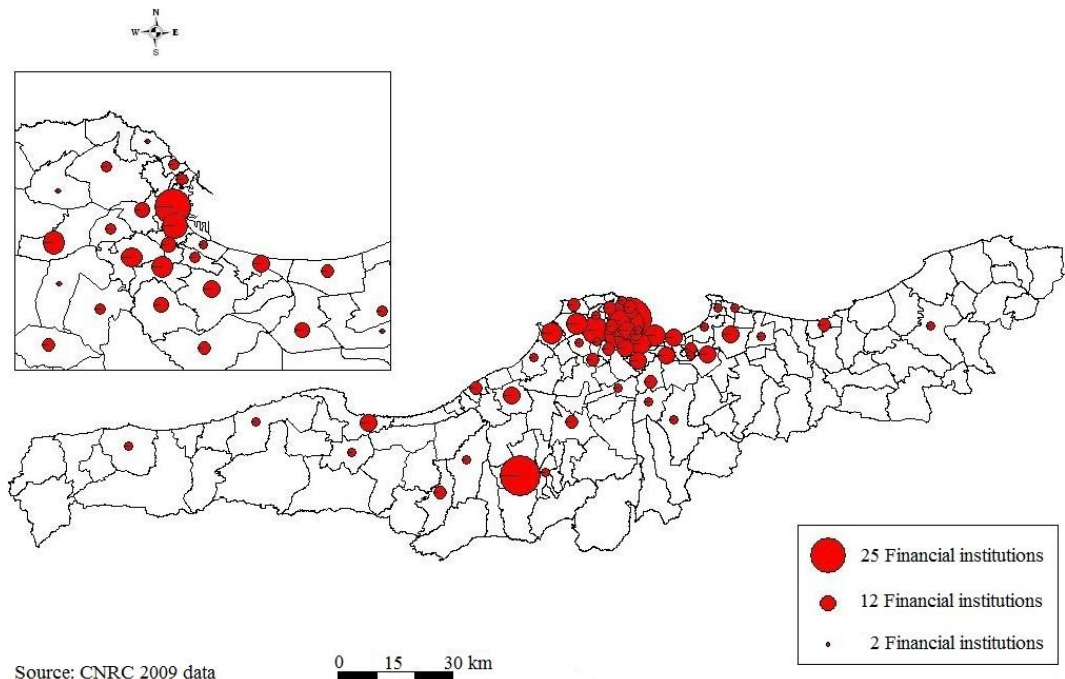 N
W E
S
25 Financial institutions
12 Financial institutions
2 Financial institutions
Source: CNRC 2009 data
0 15 30 km